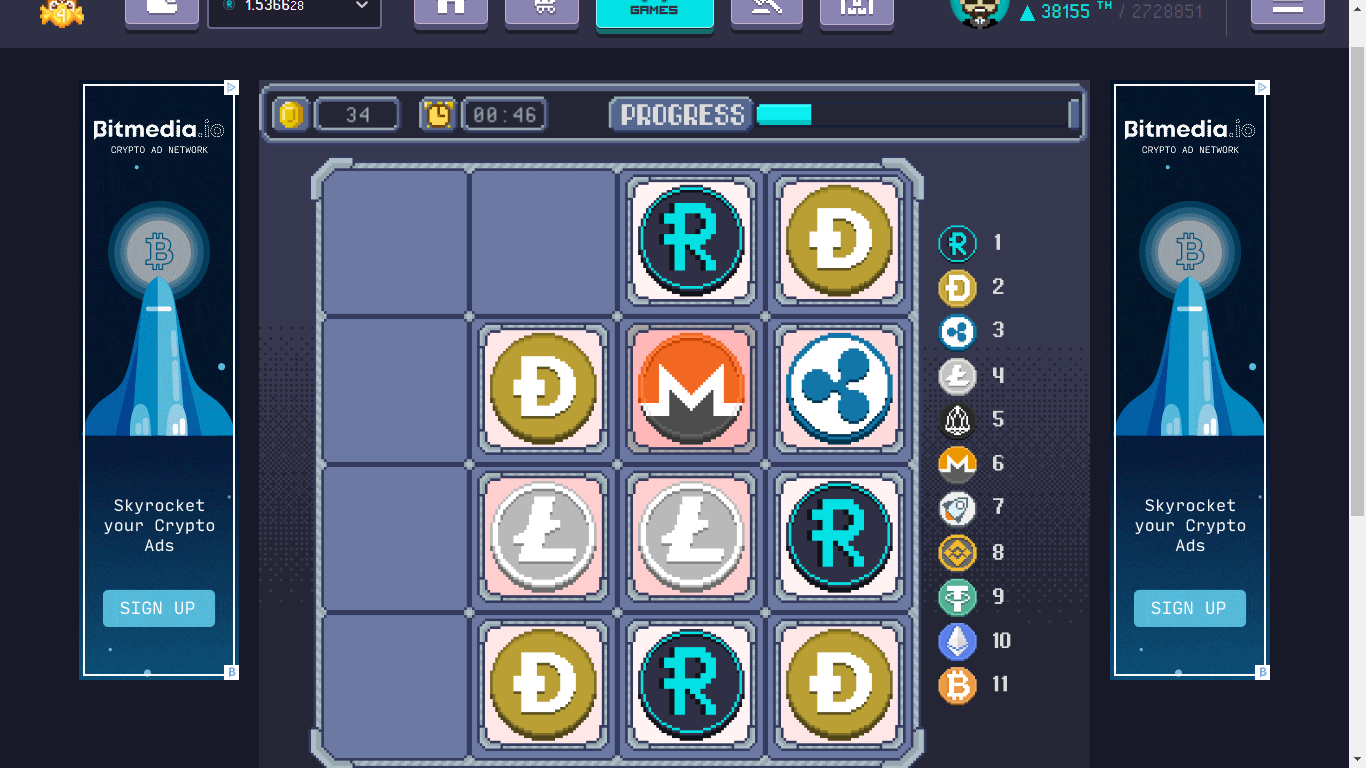 1.536628
GAMES
38155 TH / 2728851
34
00:46
PROGRESS
Bitmedia.io
CRYPTO AD NETWORK
Skyrocket
your Crypto
Ads
SIGN UP
1
2
3
4
5
6
7
8
9
10
11
Bitmedia.io
CRYPTO AD NETWORK
Skyrocket
your Crypto
Ads
SIGN UP